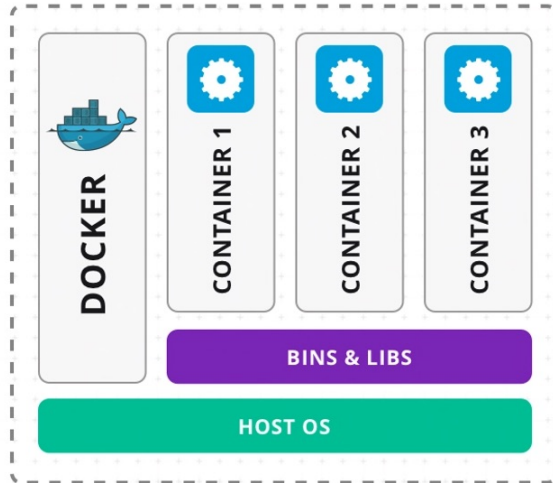 DOCKER
CONTAINER 1
CONTAINER 2
CONTAINER 3
BINS & LIBS
HOST OS